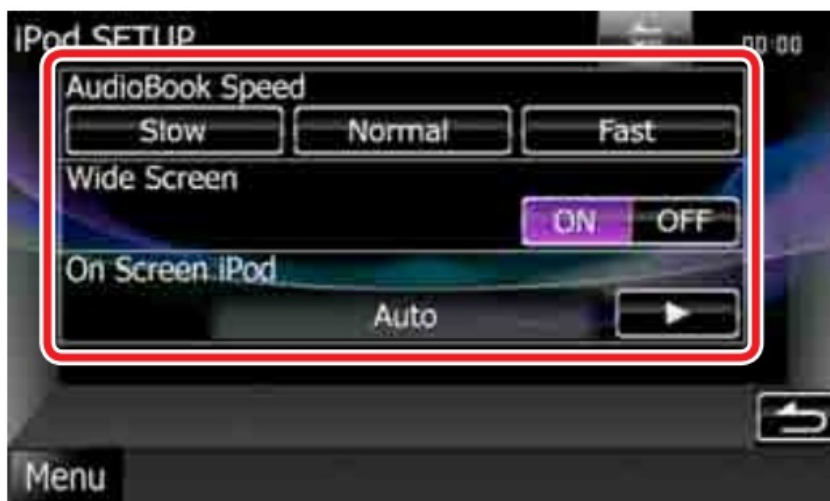 iPod SETUP 00:00
AudioBook Speed
Slow Normal Fast
Wide Screen
ON OFF
On Screen iPod
Auto
Menu